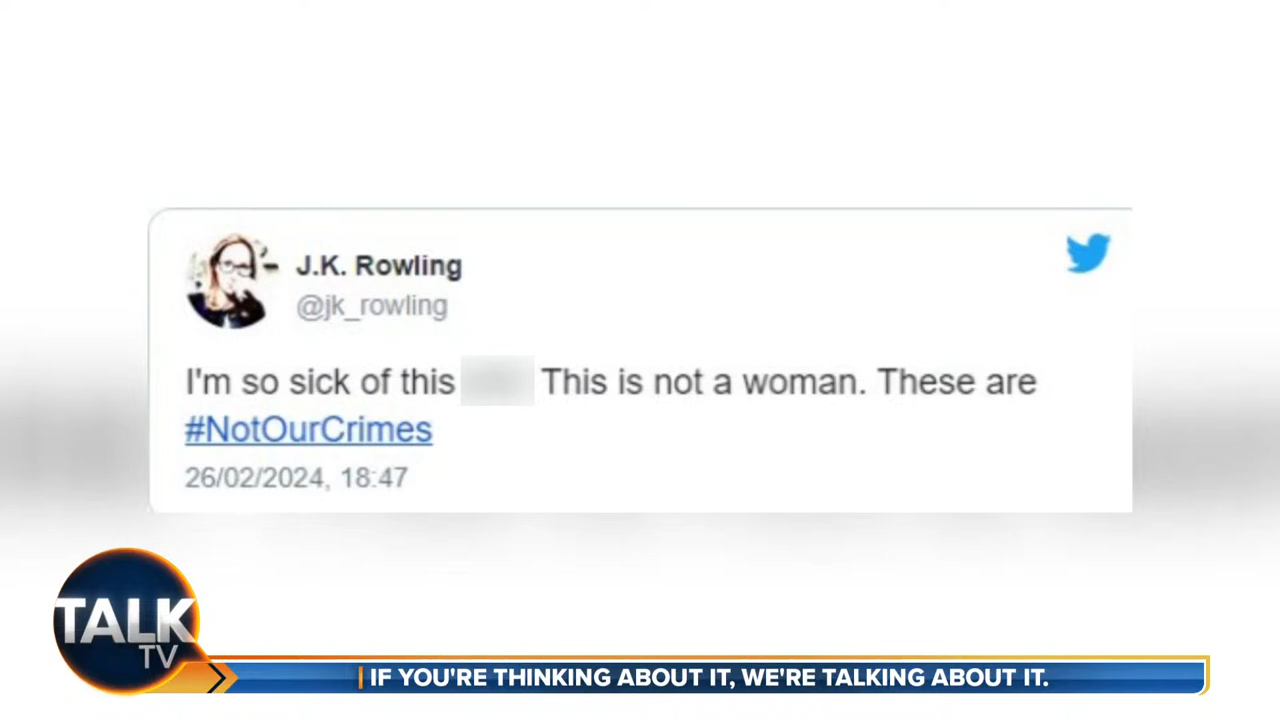 J.K. Rowling
@jk_rowling
I'm so sick of this This is not a woman. These are
#NotOurCrimes
26/02/2024, 18:47
TALK
TV
IF YOU'RE THINKING ABOUT IT, WE'RE TALKING ABOUT IT.